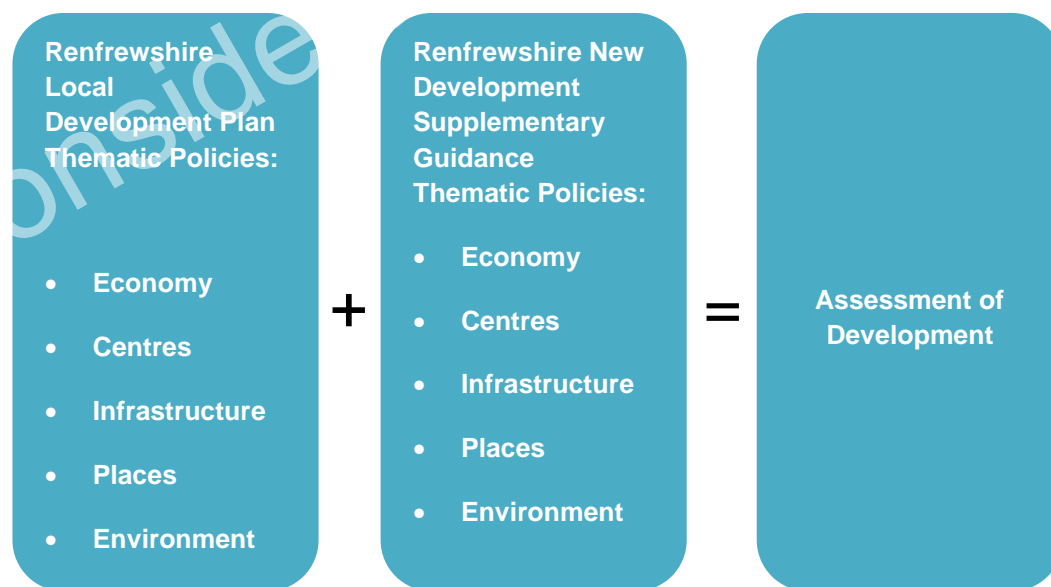 Renfrewshire
Local
Development Plan
Thematic Policies:
• Economy
• Centres
• Infrastructure
• Places
• Environment
+
Renfrewshire New
Development
Supplementary
Guidance
Thematic Policies:
• Economy
• Centres
• Infrastructure
• Places
• Environment
=
Assessment of
Development